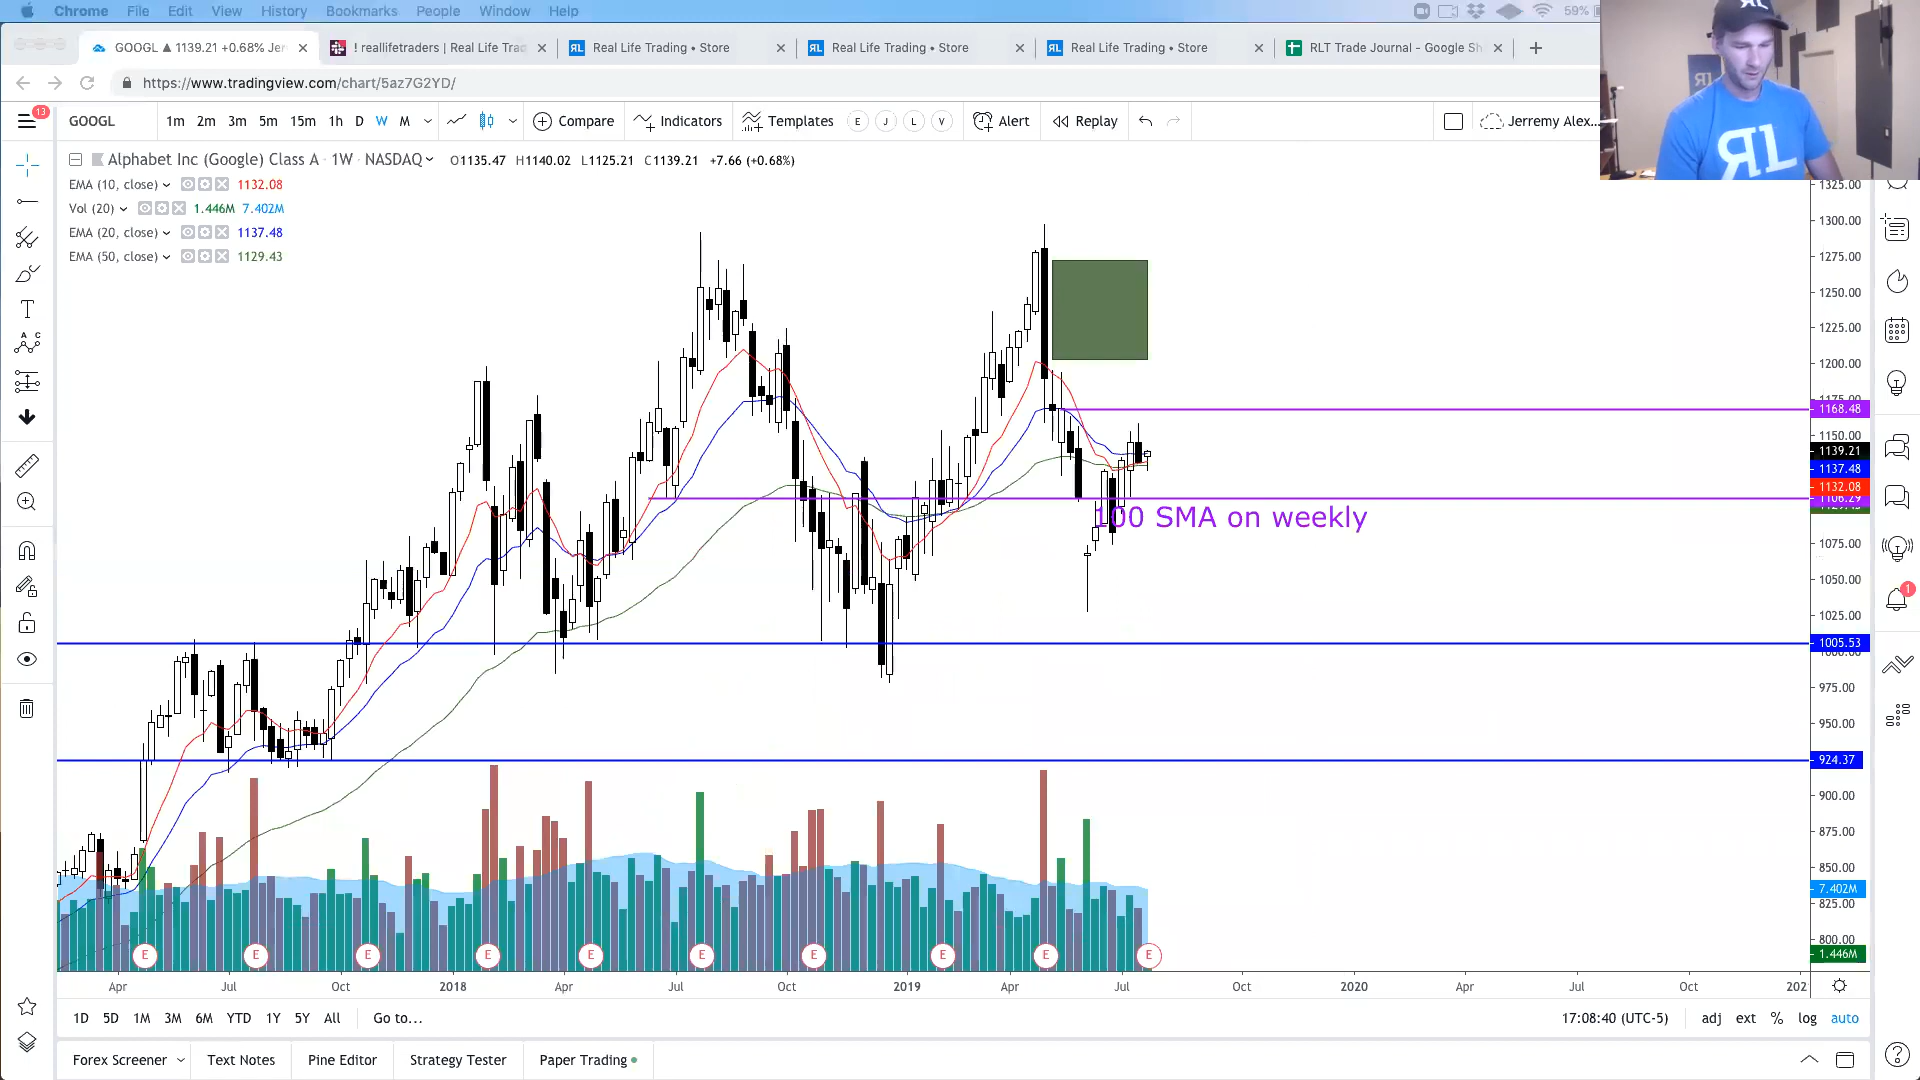 Chrome File Edit View History Bookmarks People Window Help 59%
GOOGL ▲ 1139.21 +0.68% Jer ! reallifetraders | Real Life Trad Real Life Trading • Store Real Life Trading • Store Real Life Trading • Store RLT Trade Journal - Google Sh
https://www.tradingview.com/chart/5az7G2YD/
13 GOOGL 1m 2m 3m 5m 15m 1h D W M Compare Indicators Templates E J L V Alert Replay Jerremy Alex...
Alphabet Inc (Google) Class A · 1W · NASDAQ O1135.47 H1140.02 L1125.21 C1139.21 +7.66 (+0.68%)
EMA (10, close) 1132.08
Vol (20) 1.446M 7.402M
EMA (20, close) 1137.48
EMA (50, close) 1129.43
RL
1325.00
1300.00
1275.00
1250.00
1225.00
1200.00
1168.48
1150.00
1139.21
1137.48
1132.08
1106.29
100 SMA on weekly
1075.00
1050.00
1025.00
1005.53
975.00
950.00
924.37
900.00
875.00
850.00
7.402M
825.00
800.00
1.446M
1
E E E E E E E E E E
Apr Jul Oct 2018 Apr Jul Oct 2019 Apr Jul Oct 2020 Apr Jul Oct 202
1D 5D 1M 3M 6M YTD 1Y 5Y All Go to... 17:08:40 (UTC-5) adj ext % log auto
Forex Screener Text Notes Pine Editor Strategy Tester Paper Trading